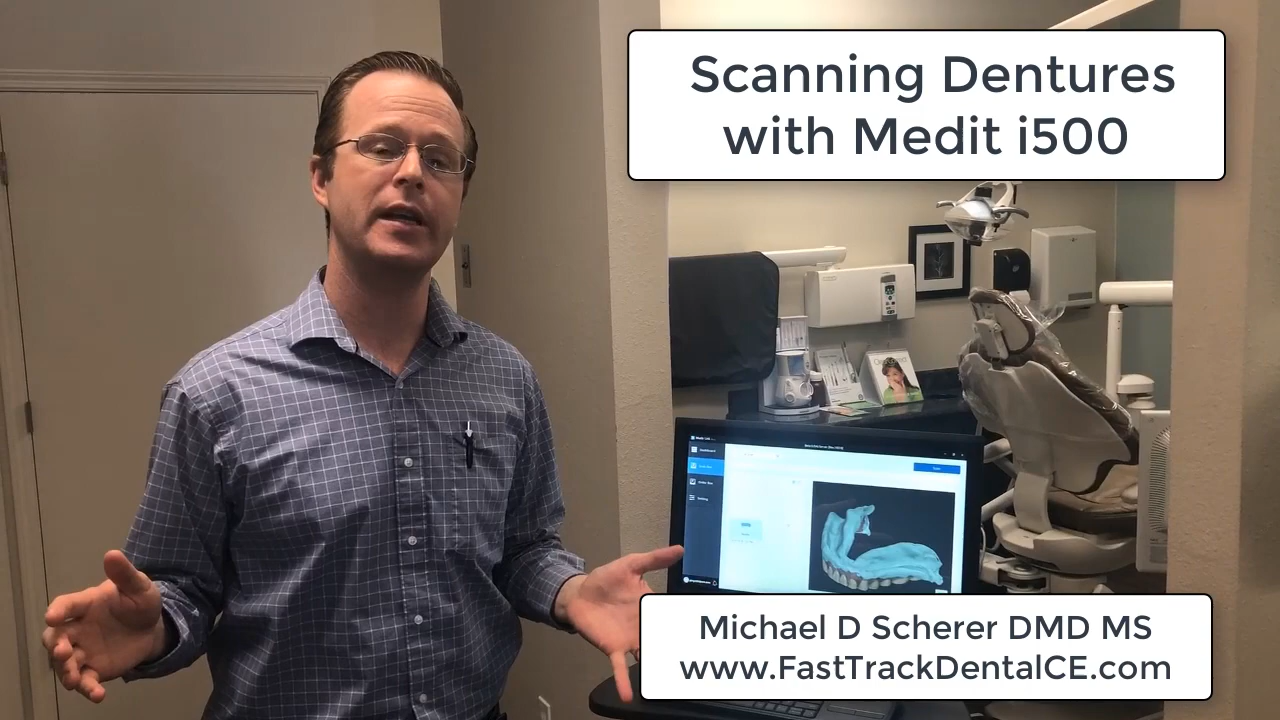 Scanning Dentures
with Medit i500
Michael D Scherer DMD MS
www.FastTrackDentalCE.com